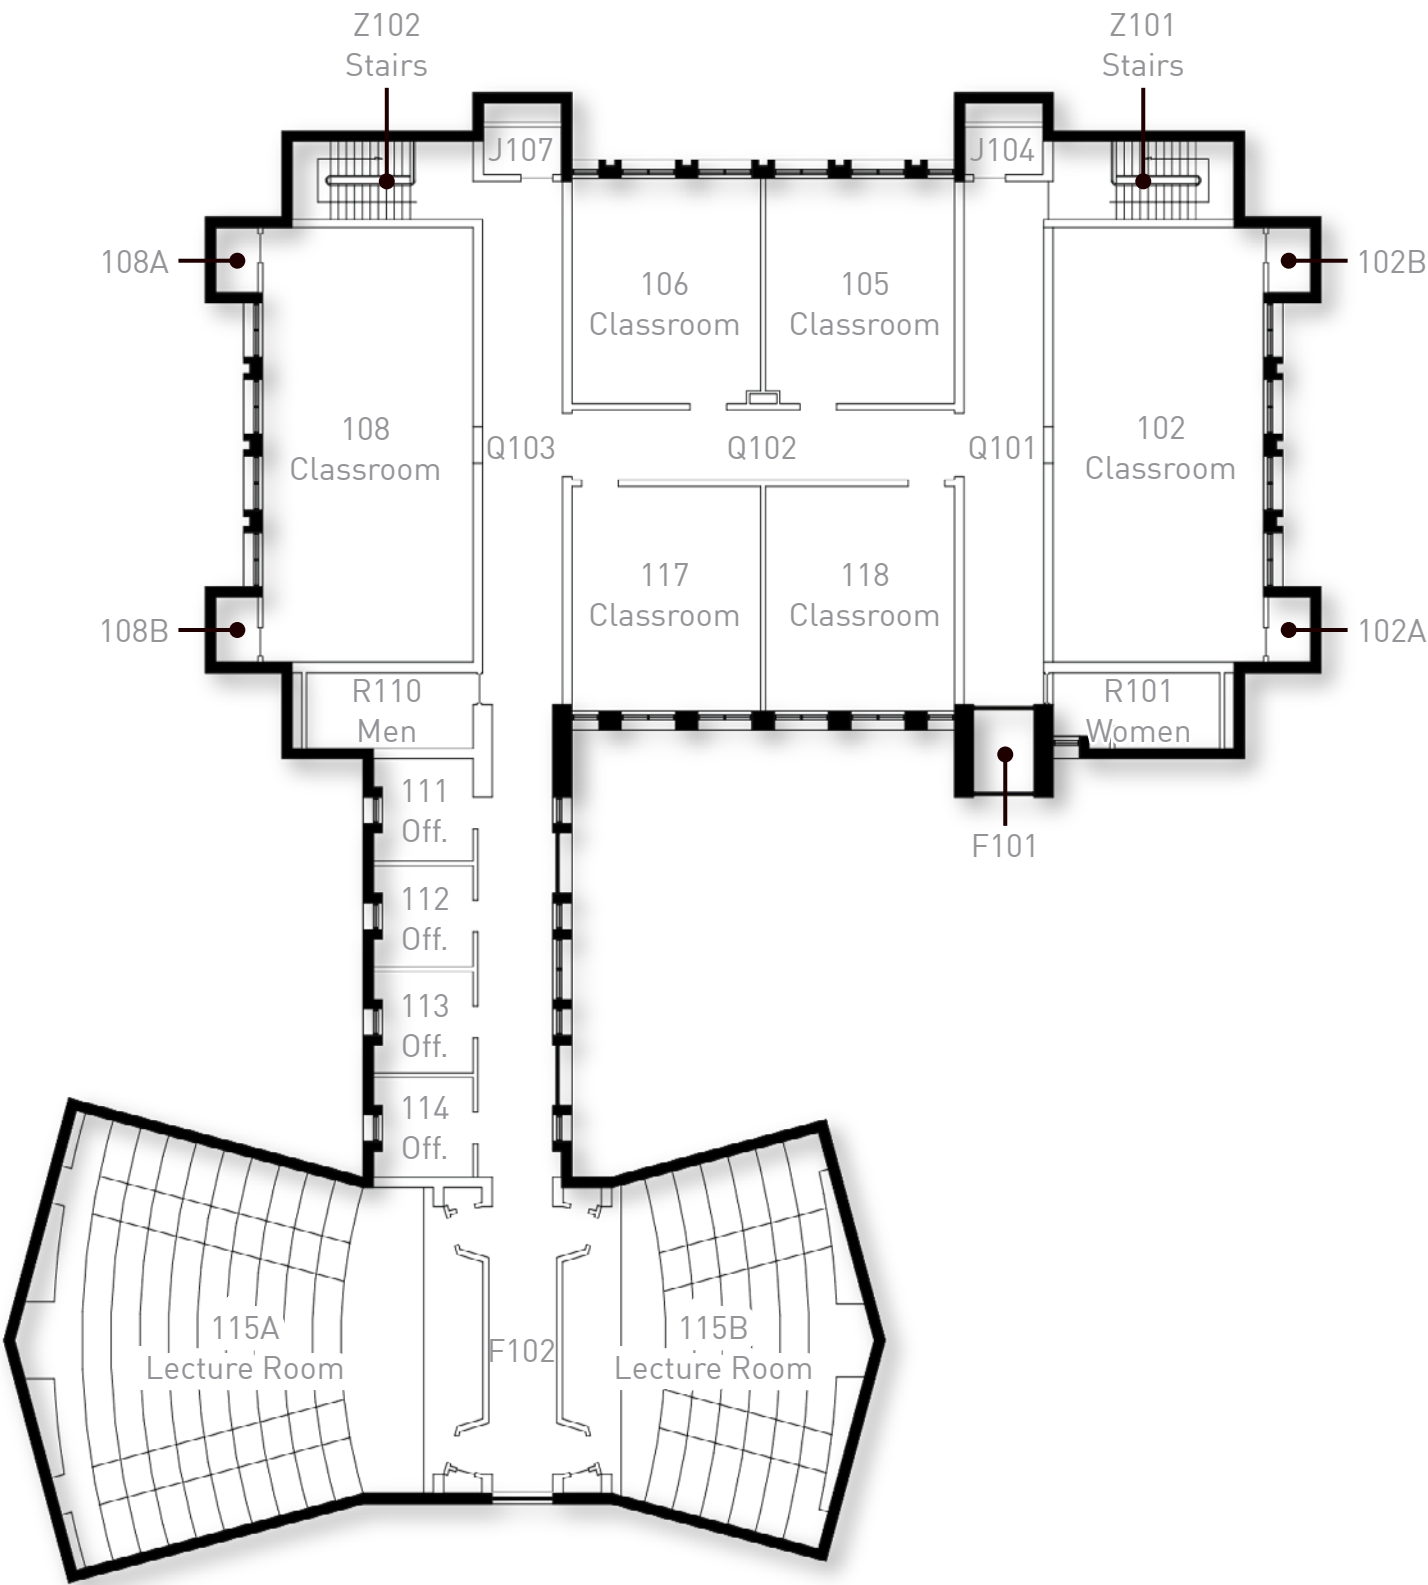 Z102
Stairs
Z101
Stairs
J107
J104
108A
102B
106
Classroom
105
Classroom
108
Classroom
Q103
Q102
Q101
102
Classroom
117
Classroom
118
Classroom
108B
102A
R110
Men
R101
Women
111
Off.
F101
112
Off.
113
Off.
114
Off.
115A
Lecture Room
F102
115B
Lecture Room